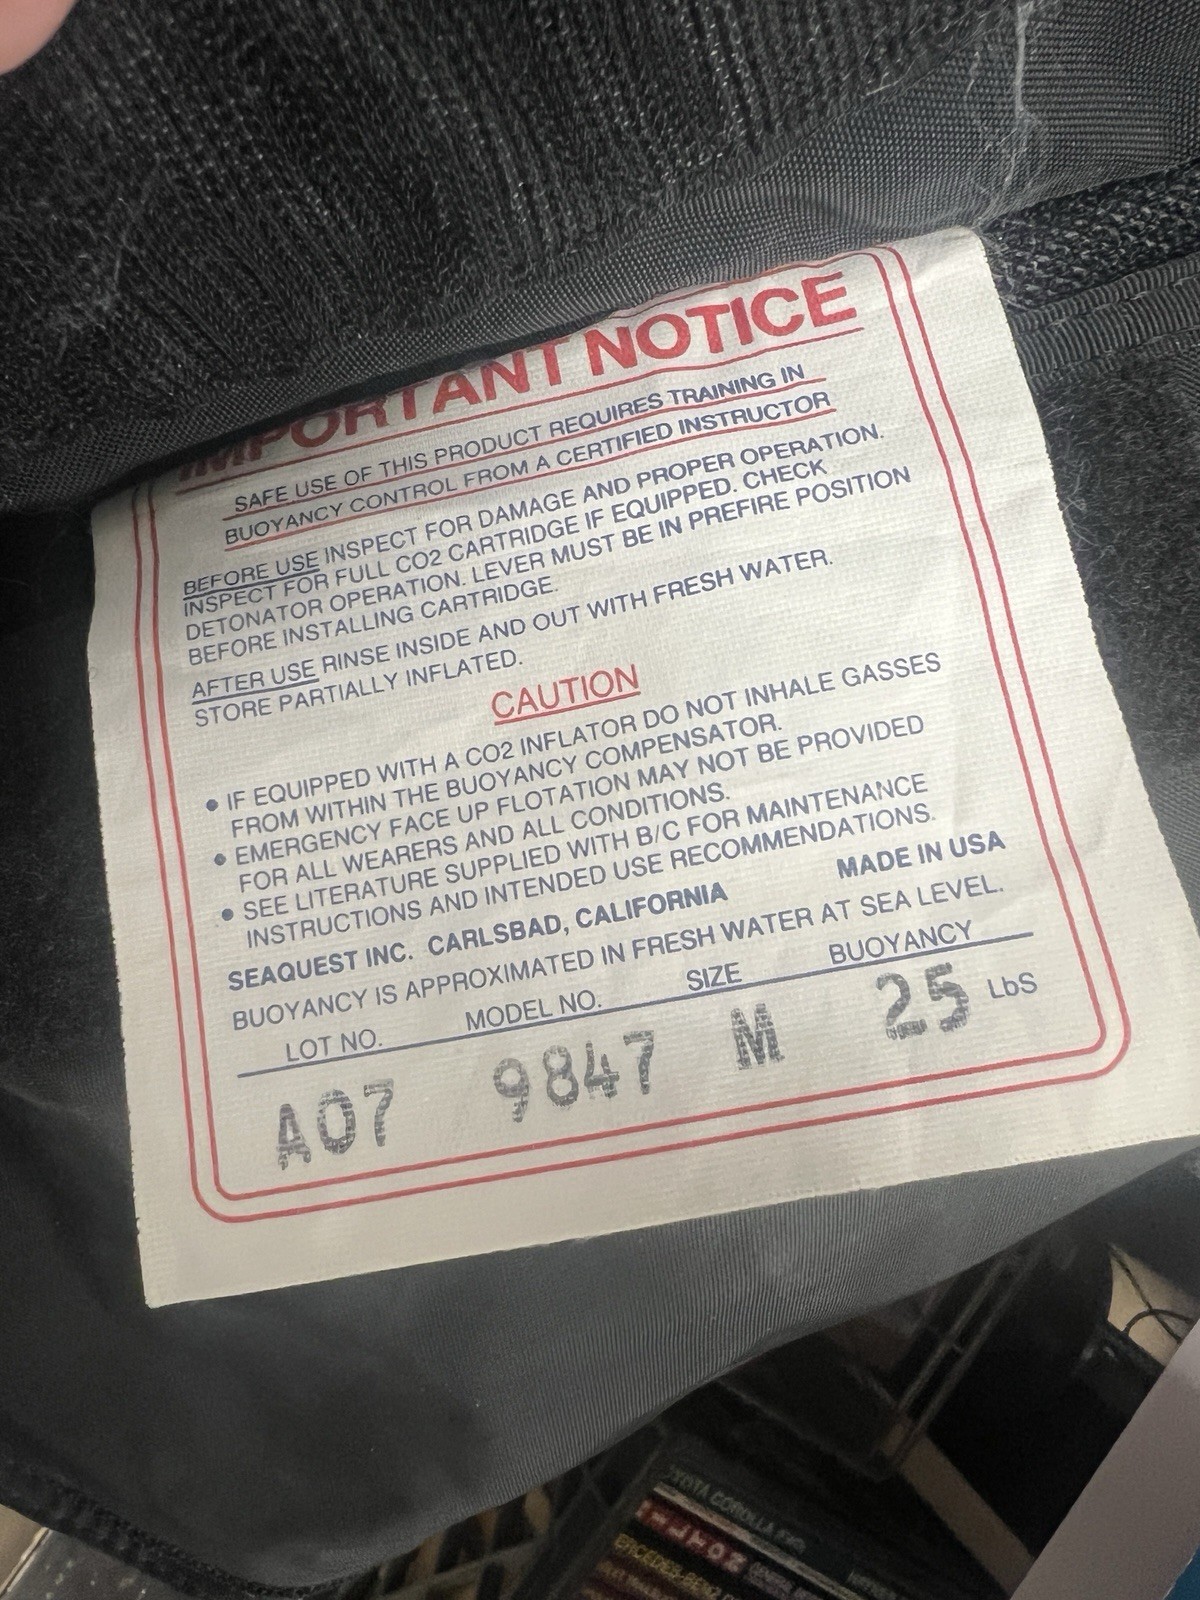 IMPORTANT NOTICE
SAFE USE OF THIS PRODUCT REQUIRES TRAINING IN
BUOYANCY CONTROL FROM A CERTIFIED INSTRUCTOR
BEFORE USE INSPECT FOR DAMAGE AND PROPER OPERATION.
INSPECT FOR FULL CO2 CARTRIDGE IF EQUIPPED. CHECK
DETONATOR OPERATION. LEVER MUST BE IN PREFIRE POSITION
BEFORE INSTALLING CARTRIDGE.
AFTER USE RINSE INSIDE AND OUT WITH FRESH WATER.
STORE PARTIALLY INFLATED.
CAUTION
• IF EQUIPPED WITH A CO2 INFLATOR DO NOT INHALE GASSES
FROM WITHIN THE BUOYANCY COMPENSATOR.
• EMERGENCY FACE UP FLOTATION MAY NOT BE PROVIDED
FOR ALL WEARERS AND ALL CONDITIONS.
• SEE LITERATURE SUPPLIED WITH B/C FOR MAINTENANCE
INSTRUCTIONS AND INTENDED USE RECOMMENDATIONS.
SEAQUEST INC. CARLSBAD, CALIFORNIA MADE IN USA
BUOYANCY IS APPROXIMATED IN FRESH WATER AT SEA LEVEL.
LOT NO. MODEL NO. SIZE BUOYANCY
A07 9847 M 25 LbS
COROLLA